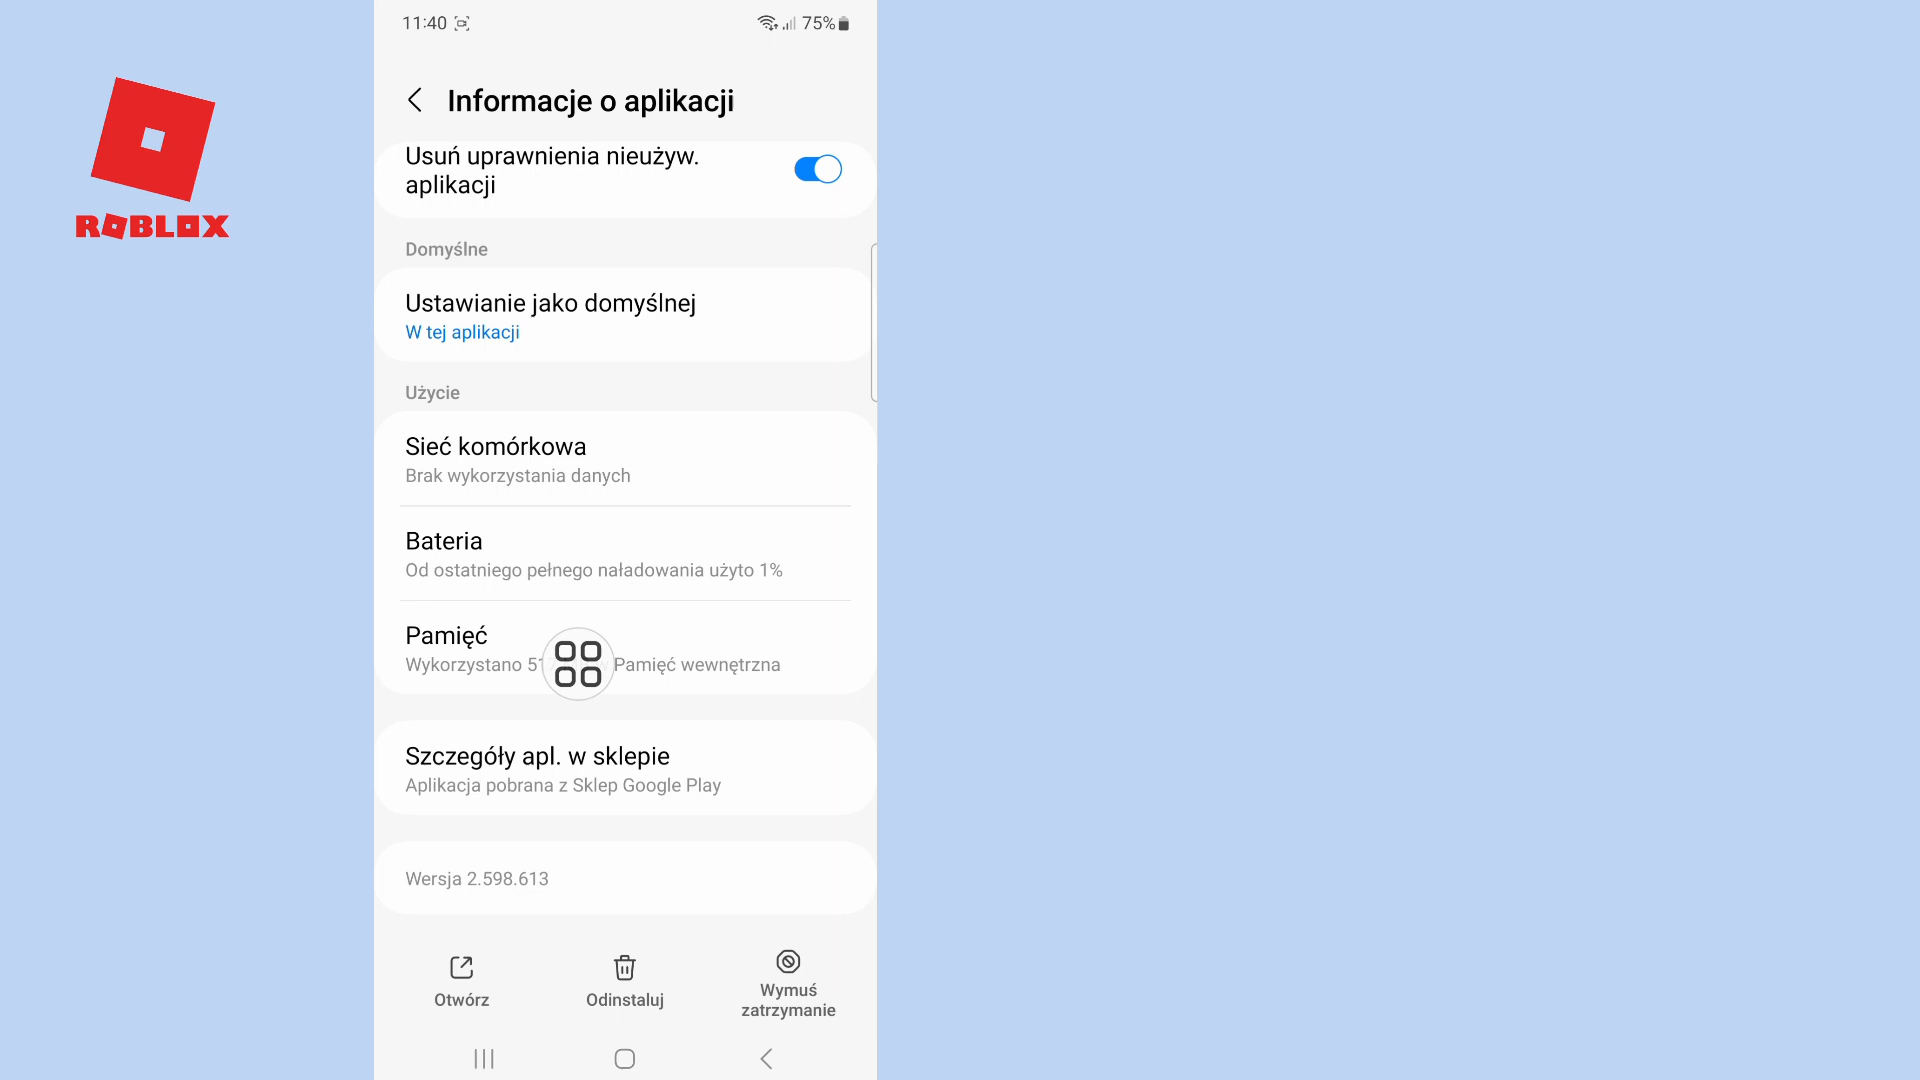 11:40
75%
ROBLOX
Informacje o aplikacji
Usuń uprawnienia nieużyw.
aplikacji
Domyślne
Ustawianie jako domyślnej
W tej aplikacji
Użycie
Sieć komórkowa
Brak wykorzystania danych
Bateria
Od ostatniego pełnego naładowania użyto 1%
Pamięć
Wykorzystano Pamięć wewnętrzna
Szczegóły apl. w sklepie
Aplikacja pobrana z Sklep Google Play
Wersja 2.598.613
Otwórz
Odinstaluj
Wymuś
zatrzymanie